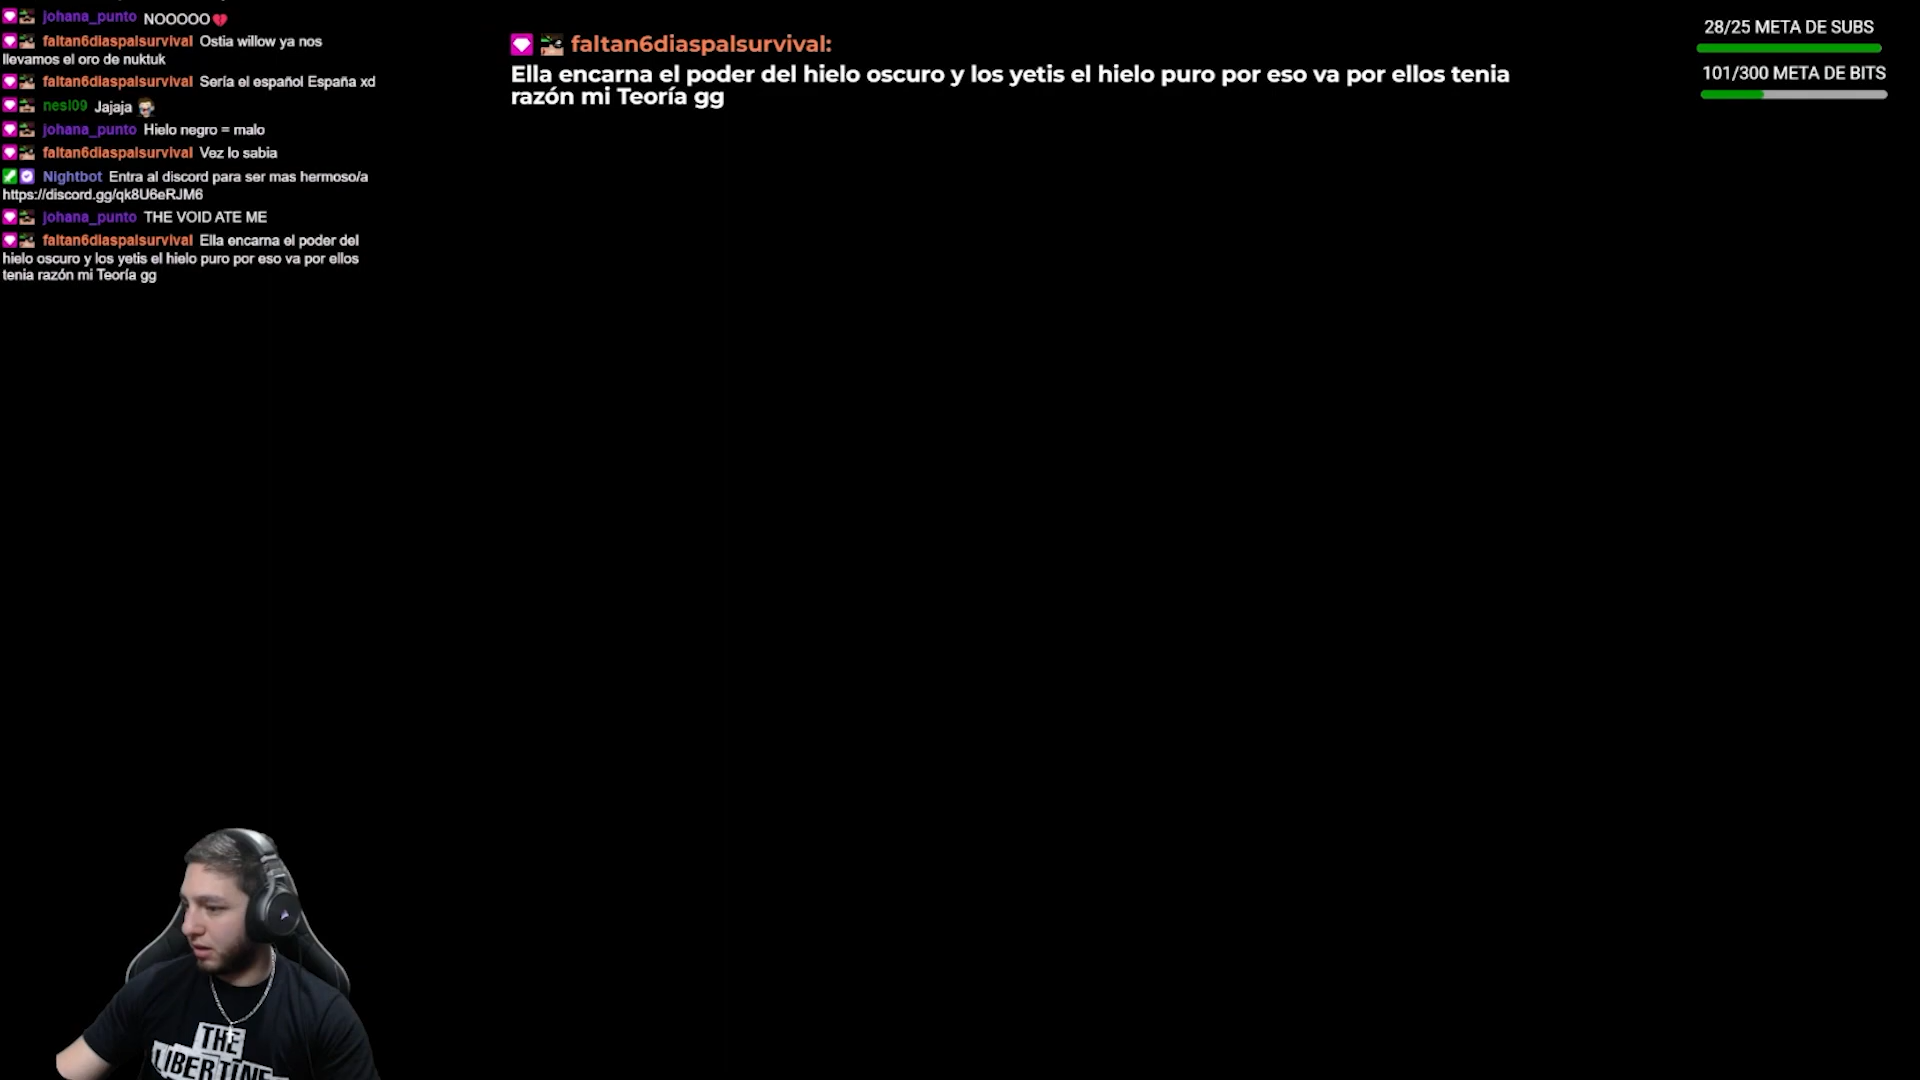 johana_punto NOOOOO
faltan6diaspalsurvival Ostia willow ya nos
llevamos el oro de nuktuk
faltan6diaspalsurvival Sería el español España xd
nesl09 Jajaja
johana_punto Hielo negro = malo
faltan6diaspalsurvival Vez lo sabia
Nightbot Entra al discord para ser mas hermoso/a
https://discord.gg/qk8U6eRJM6
johana_punto THE VOID ATE ME
faltan6diaspalsurvival Ella encarna el poder del
hielo oscuro y los yetis el hielo puro por eso va por ellos
tenia razón mi Teoría gg
faltan6diaspalsurvival:
Ella encarna el poder del hielo oscuro y los yetis el hielo puro por eso va por ellos tenia
razón mi Teoría gg
28/25 META DE SUBS
101/300 META DE BITS
THE
LIBERTINE